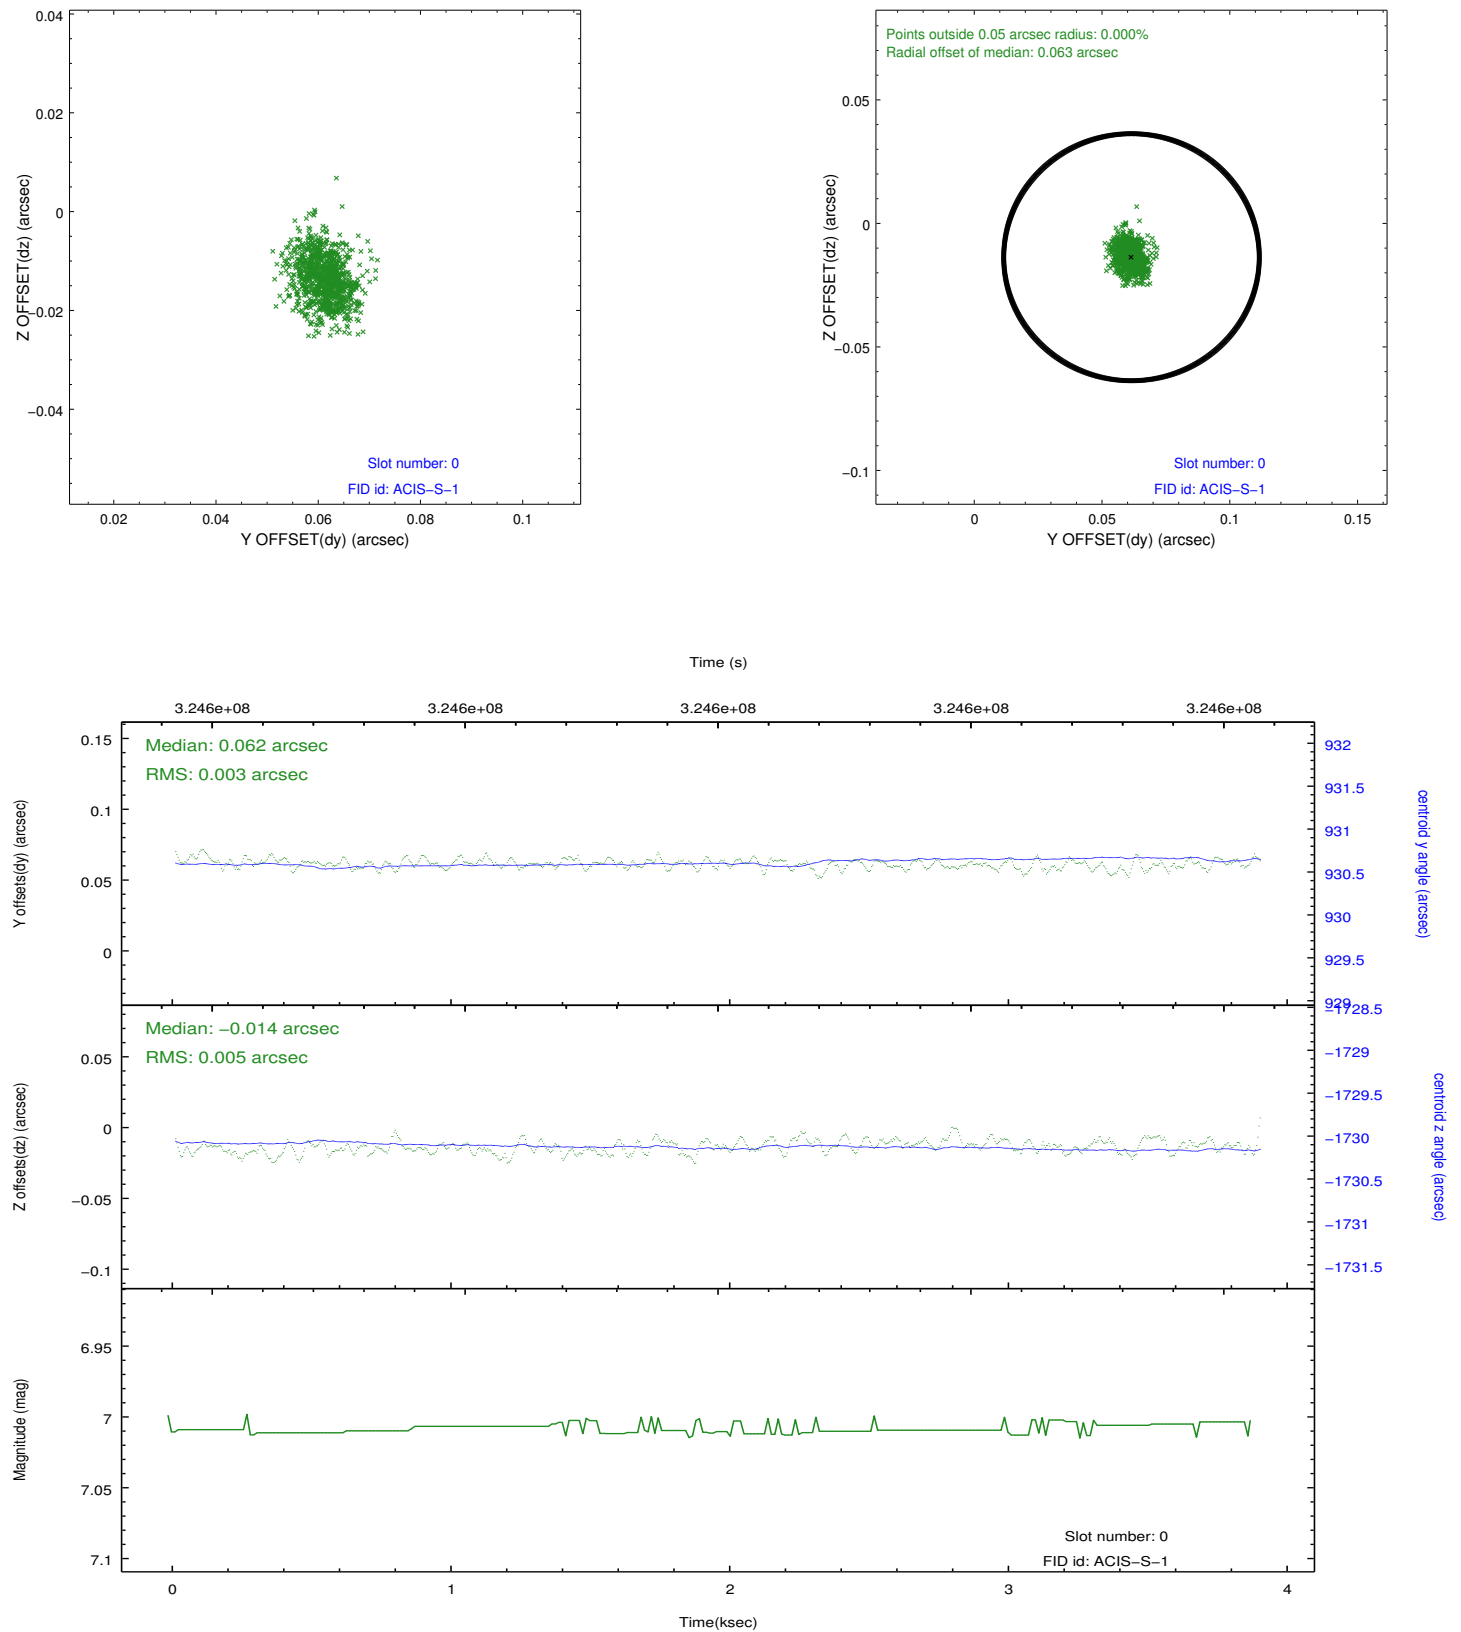 0.04
0.02
0
−0.02
−0.04
Z OFFSET(dz) (arcsec)
Slot number: 0
FID id: ACIS−S−1
0.02 0.04 0.06 0.08 0.1
Y OFFSET(dy) (arcsec)
Points outside 0.05 arcsec radius: 0.000%
Radial offset of median: 0.063 arcsec
0.05
0
−0.05
−0.1
Z OFFSET(dz) (arcsec)
Slot number: 0
FID id: ACIS−S−1
0 0.05 0.1 0.15
Y OFFSET(dy) (arcsec)
Time (s)
3.246e+08 3.246e+08 3.246e+08 3.246e+08 3.246e+08
Median: 0.062 arcsec
RMS: 0.003 arcsec
0.15
0.1
0.05
0
Y offsets(dy) (arcsec)
932
931.5
931
930.5
930
929.5
929
centroid y angle (arcsec)
Median: −0.014 arcsec
RMS: 0.005 arcsec
0.05
0
−0.05
−0.1
Z offsets(dz) (arcsec)
−1728.5
−1729
−1729.5
−1730
−1730.5
−1731
−1731.5
centroid z angle (arcsec)
6.95
7
7.05
7.1
Magnitude (mag)
Slot number: 0
FID id: ACIS−S−1
0 1 2 3 4
Time(ksec)